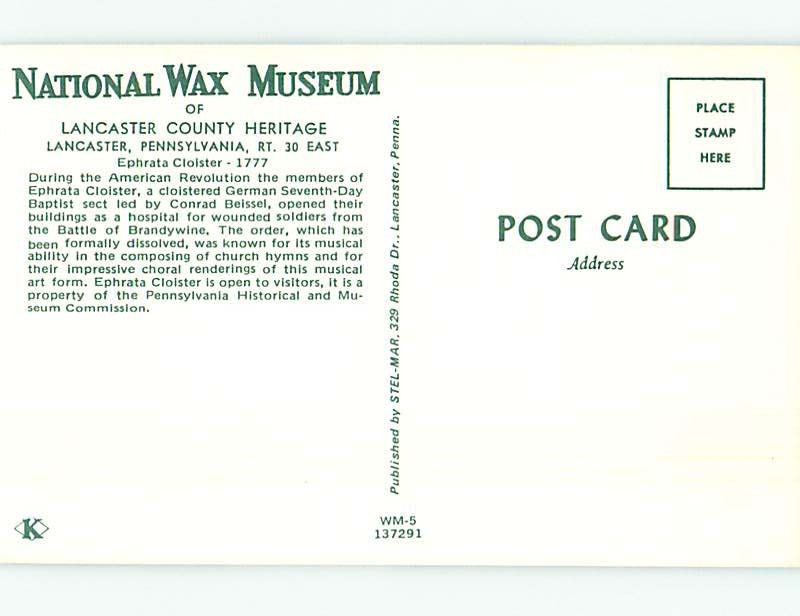 NATIONAL WAX MUSEUM
OF
LANCASTER COUNTY HERITAGE
LANCASTER, PENNSYLVANIA, RT. 30 EAST
Ephrata Cloister - 1777
During the American Revolution the members of
Ephrata Cloister, a cloistered German Seventh-Day
Baptist sect led by Conrad Beissel, opened their
buildings as a hospital for wounded soldiers from
the Battle of Brandywine. The order, which has
been formally dissolved, was known for its musical
ability in the composing of church hymns and for
their impressive choral renderings of this musical
art form. Ephrata Cloister is open to visitors, it is a
property of the Pennsylvania Historical and Mu-
seum Commission.
K
Published by STEL-MAR, 329 Rhoda Dr., Lancaster, Penna.
WM-5
137291
PLACE
STAMP
HERE
POST CARD
Address